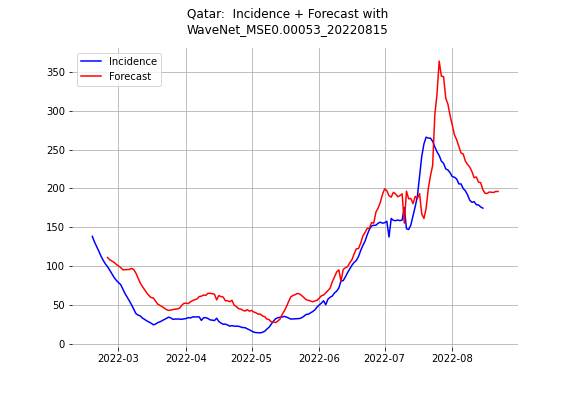 Qatar:  Incidence + Forecast with
WaveNet_MSE0.00053_20220815
Incidence
Forecast
350
300
250
200
150
100
50
0
2022-03 2022-04 2022-05 2022-06 2022-07 2022-08